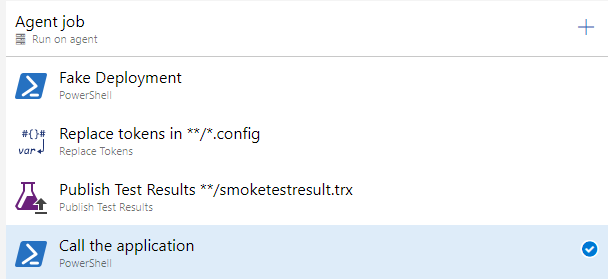 Agent job
Run on agent
Fake Deployment
PowerShell
#{}#
var
Replace tokens in **/*.config
Replace Tokens
Publish Test Results **/smoketestresult.trx
Publish Test Results
Call the application
PowerShell